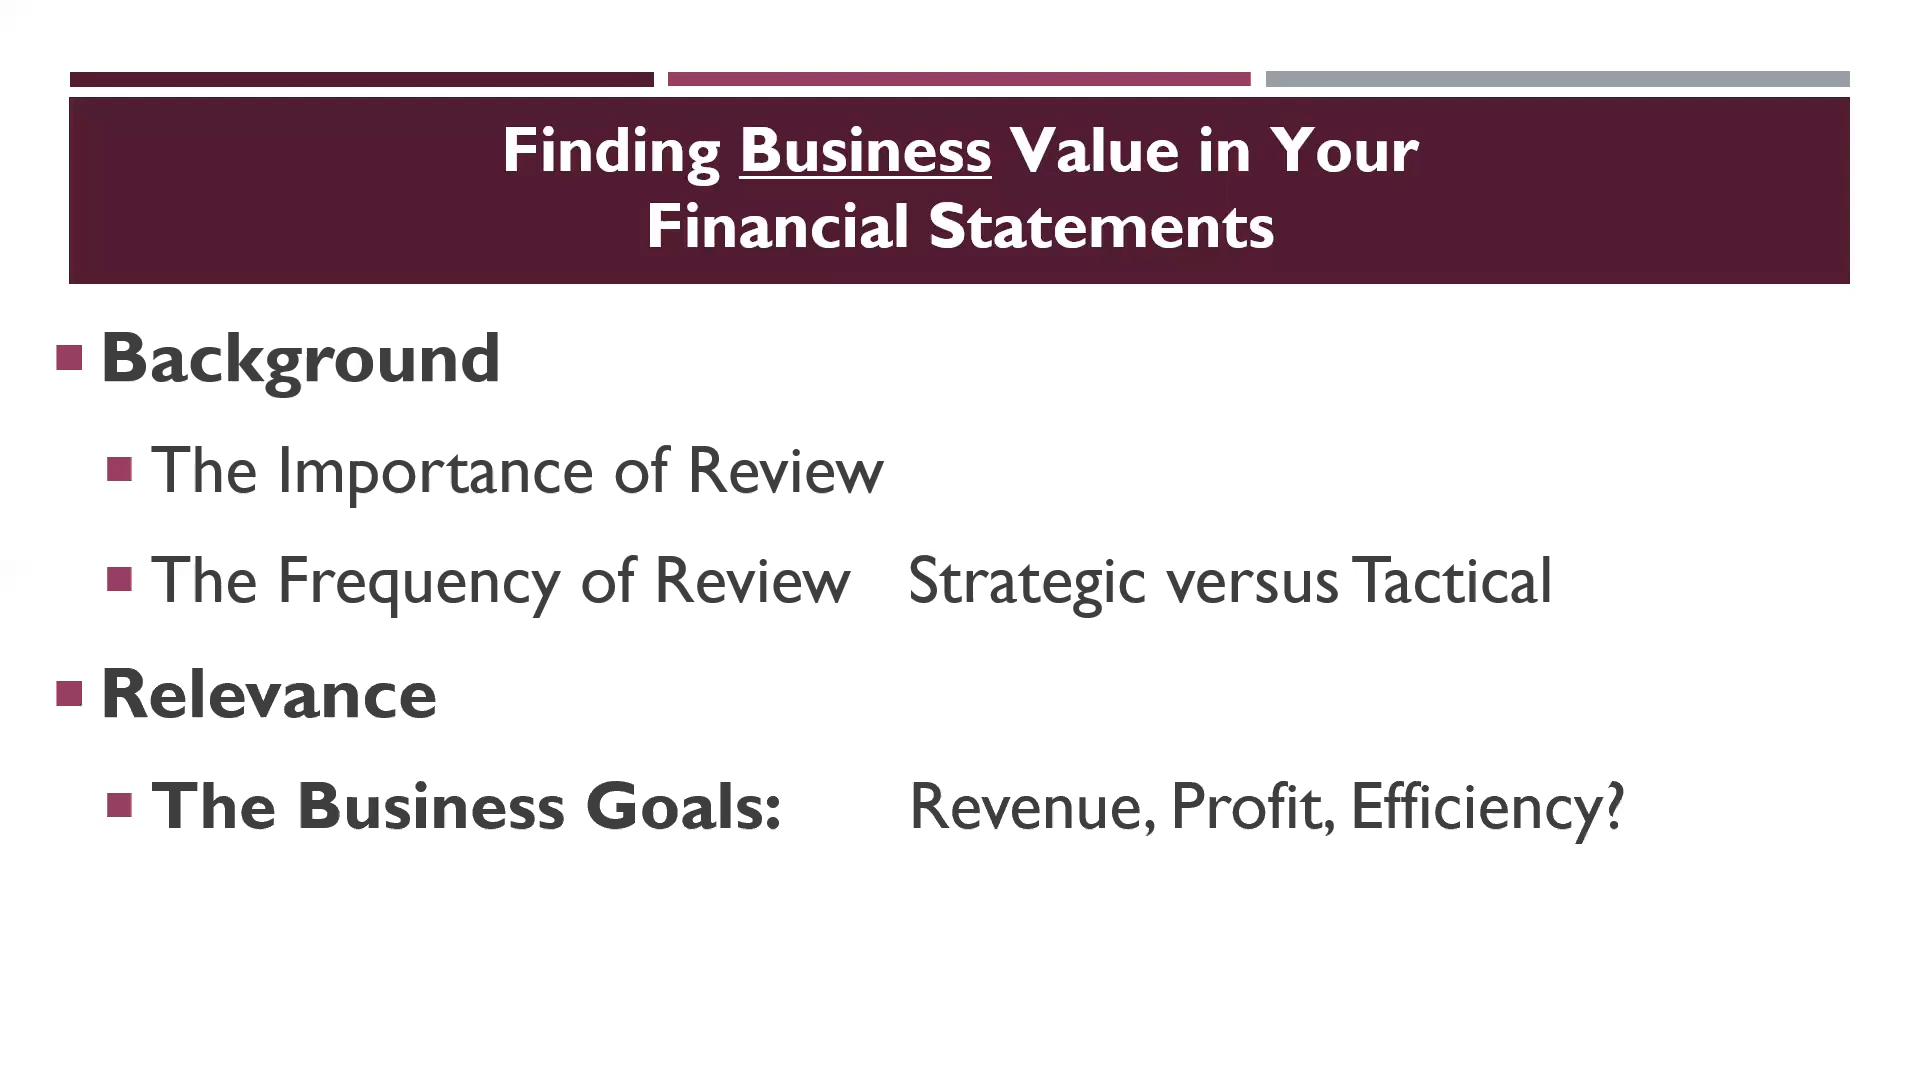 Finding Business Value in Your
Financial Statements
Background
The Importance of Review
The Frequency of Review Strategic versus Tactical
Relevance
The Business Goals: Revenue, Profit, Efficiency?